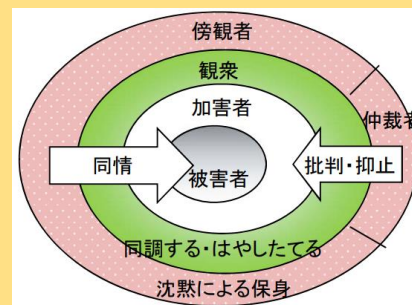 傍観者
観衆
加害者
仲裁者
同情
批判・抑止
被害者
同調する・はやしたてる
沈黙による保身